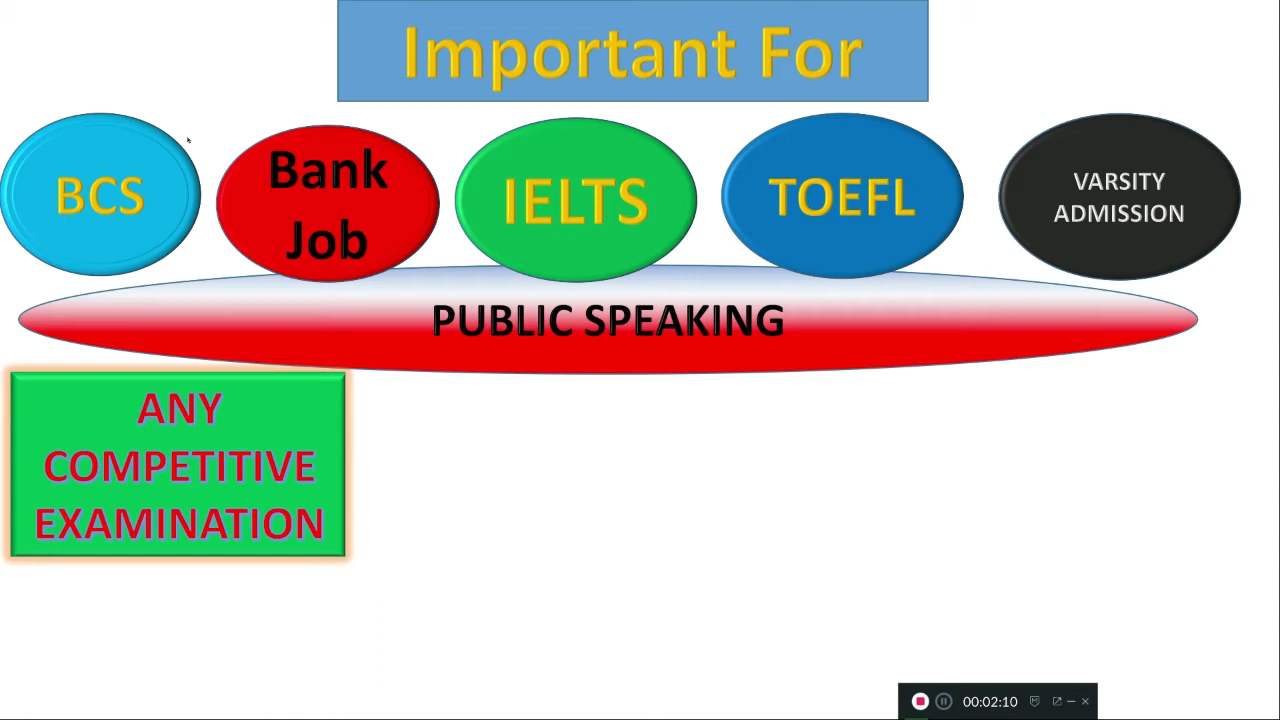 Important For
BCS
Bank
Job
IELTS
TOEFL
VARSITY
ADMISSION
PUBLIC SPEAKING
ANY
COMPETITIVE
EXAMINATION
00:02:10